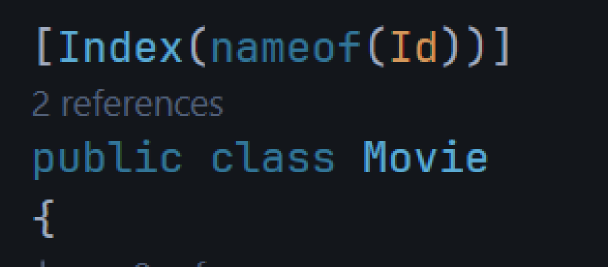 [Index(nameof(Id))]
2 references
public class Movie
{